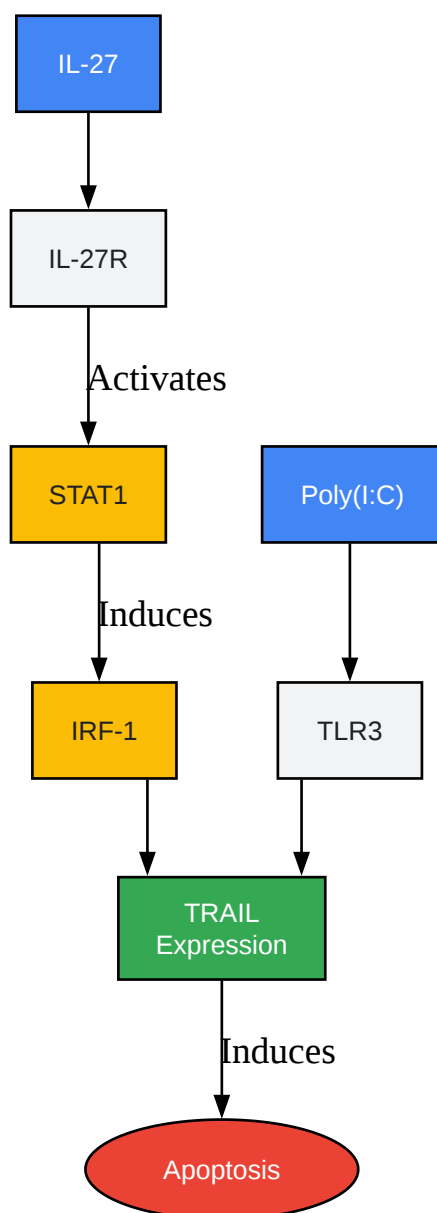 IL-27
IL-27R
Activates
STAT1
Poly(I:C)
Induces
IRF-1
TLR3
TRAIL
Expression
Induces
Apoptosis